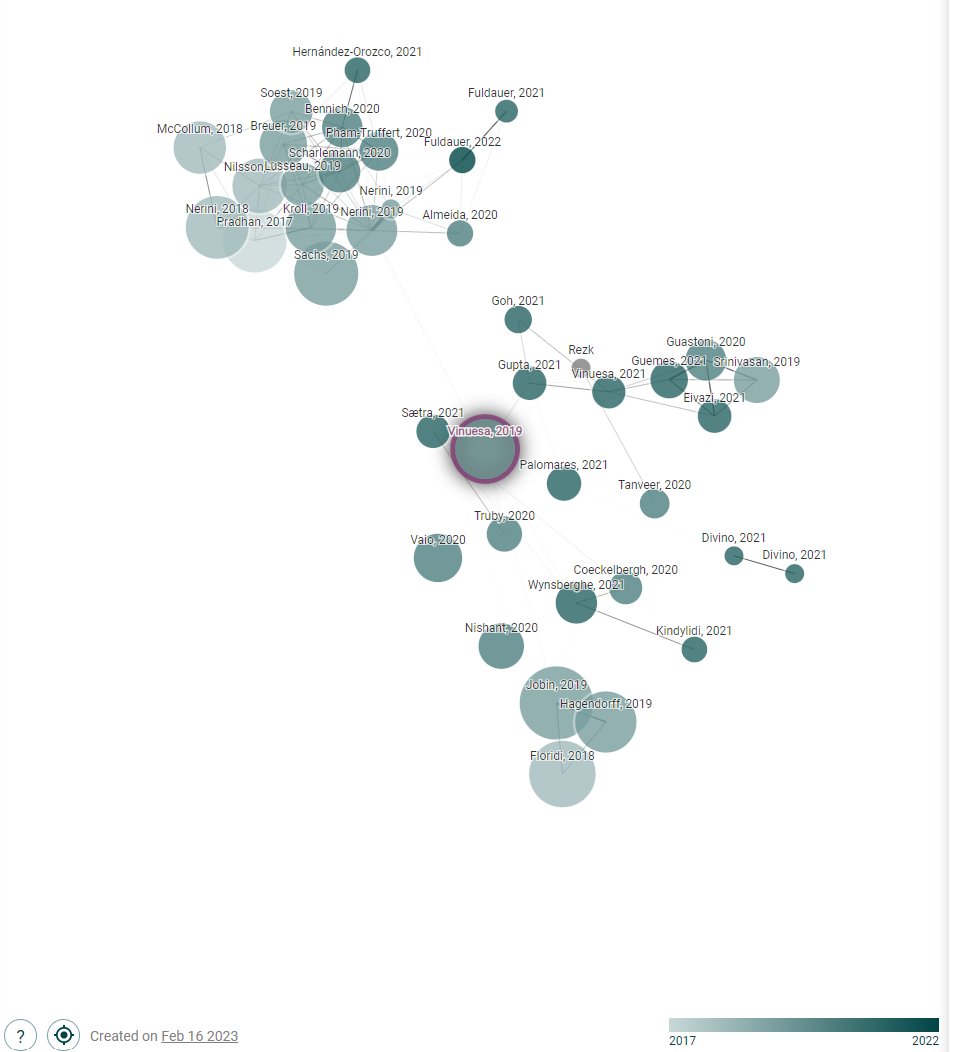 Hernández-Orozco, 2021
Soest, 2019
Fuldauer, 2021
Bennich, 2020
McCollum, 2018
Breuer, 2019
Pham-Truffert, 2020
Fuldauer, 2022
Scharlemann, 2020
Nilsson
Lusseau, 2019
Nerini, 2019
Nerini, 2018
Kroll, 2019
Nerini, 2019
Almeida, 2020
Pradhan, 2017
Sachs, 2019
Goh, 2021
Guastoni, 2020
Rezk
Gupta, 2021
Guemes, 2021
Srinivasan, 2019
Vinuesa, 2021
Eivazi, 2021
Sætra, 2021
Vinuesa, 2019
Palomares, 2021
Tanveer, 2020
Truby, 2020
Vaio, 2020
Divino, 2021
Divino, 2021
Coeckelbergh, 2020
Wynsberghe, 2021
Nishant, 2020
Kindylidi, 2021
Jobin, 2019
Hagendorff, 2019
Floridi, 2018
? Created on Feb 16 2023
2017 2022